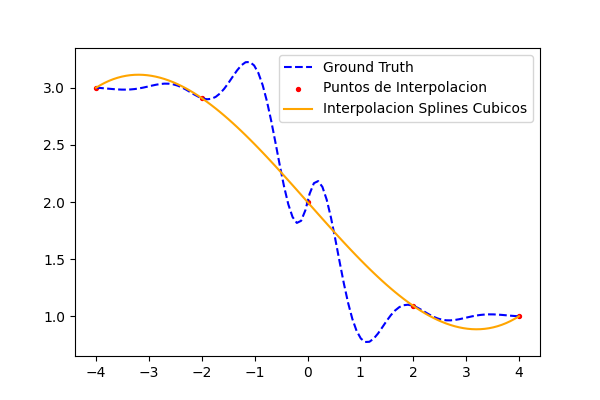 Ground Truth
Puntos de Interpolacion
Interpolacion Splines Cubicos
3.0
2.5
2.0
1.5
1.0
−4 −3 −2 −1 0 1 2 3 4